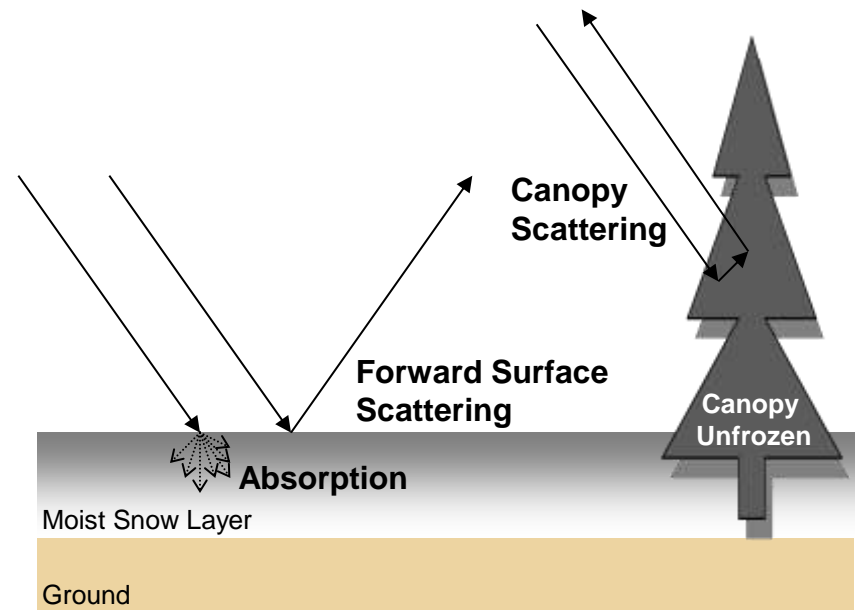 Canopy
Scattering
Forward Surface
Scattering
Canopy
Unfrozen
Absorption
Moist Snow Layer
Ground